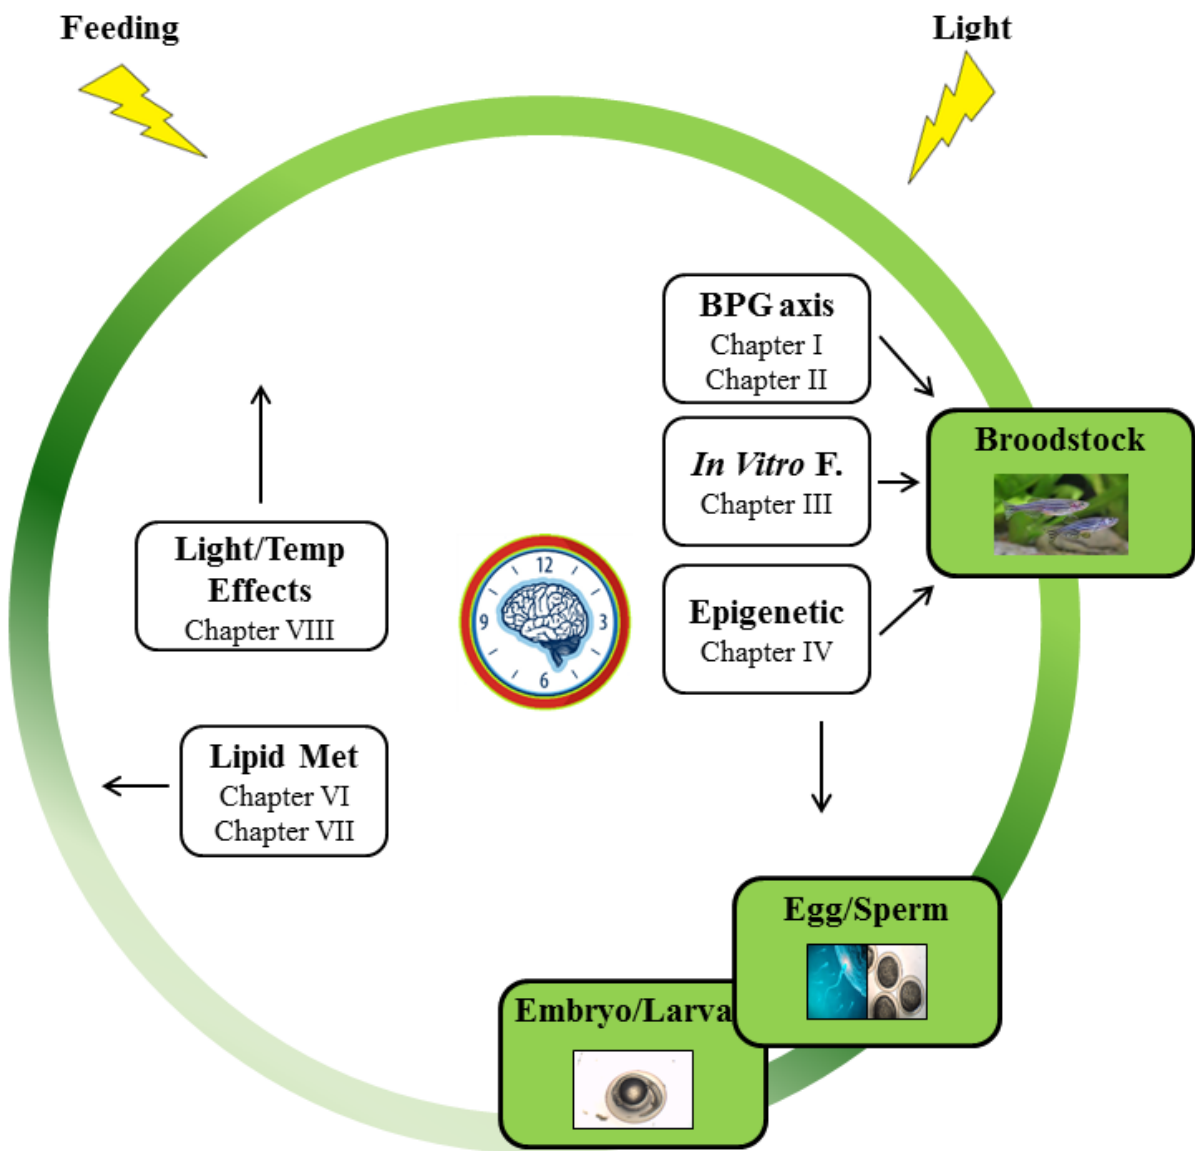 Feeding
Light
BPG axis
Chapter I
Chapter II
In Vitro F.
Chapter III
Epigenetic
Chapter IV
Broodstock
Light/Temp
Effects
Chapter VIII
12
9
3
6
Lipid Met
Chapter VI
Chapter VII
Egg/Sperm
Embryo/Larva